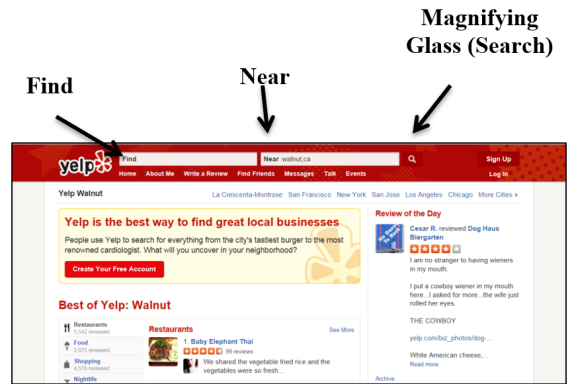 Magnifying
Glass (Search)
Find
Near
yelp
Find
Near walnut,ca
Sign Up
Home About Me Write a Review Find Friends Messages Talk Events
Log In
Yelp Walnut
La Crescenta-Montrose San Francisco New York San Jose Los Angeles Chicago More Cities »
Yelp is the best way to find great local businesses
People use Yelp to search for everything from the city's tastiest burger to the most
renowned cardiologist. What will you uncover in your neighborhood?
Create Your Free Account
Best of Yelp: Walnut
Restaurants
5,542 reviewed
Food
2,875 reviewed
Shopping
4,578 reviewed
Nightlife
Restaurants
See More
1. Baby Elephant Thai
99 reviews
We shared the vegetable fried rice and the
vegetables were so fresh...
Review of the Day
Cesar R. reviewed Dog Haus
Biergarten
I am no stranger to having wieners
in my mouth.
I put a cowboy wiener in my mouth
here...I asked for more...the wife just
rolled her eyes.
THE COWBOY
yelp.com/biz_photos/dog-...
White American cheese,...
Read more
Archive